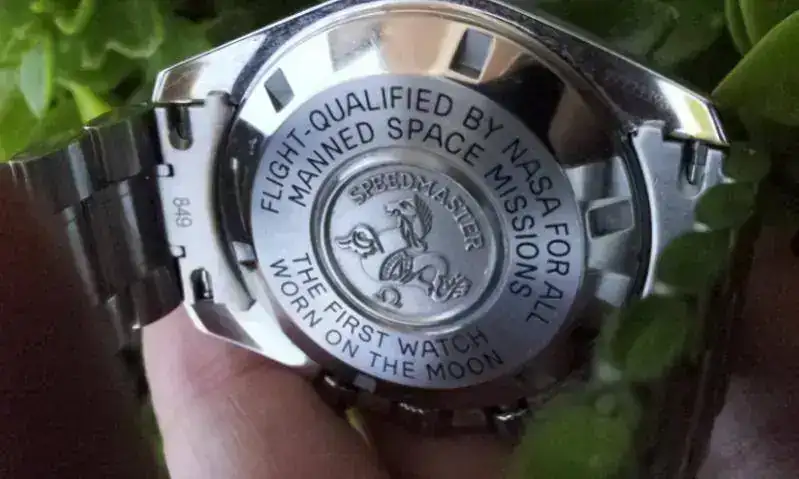 FLIGHT-QUALIFIED BY NASA FOR ALL
MANNED SPACE MISSIONS
SPEEDMASTER
THE FIRST WATCH
WORN ON THE MOON
849